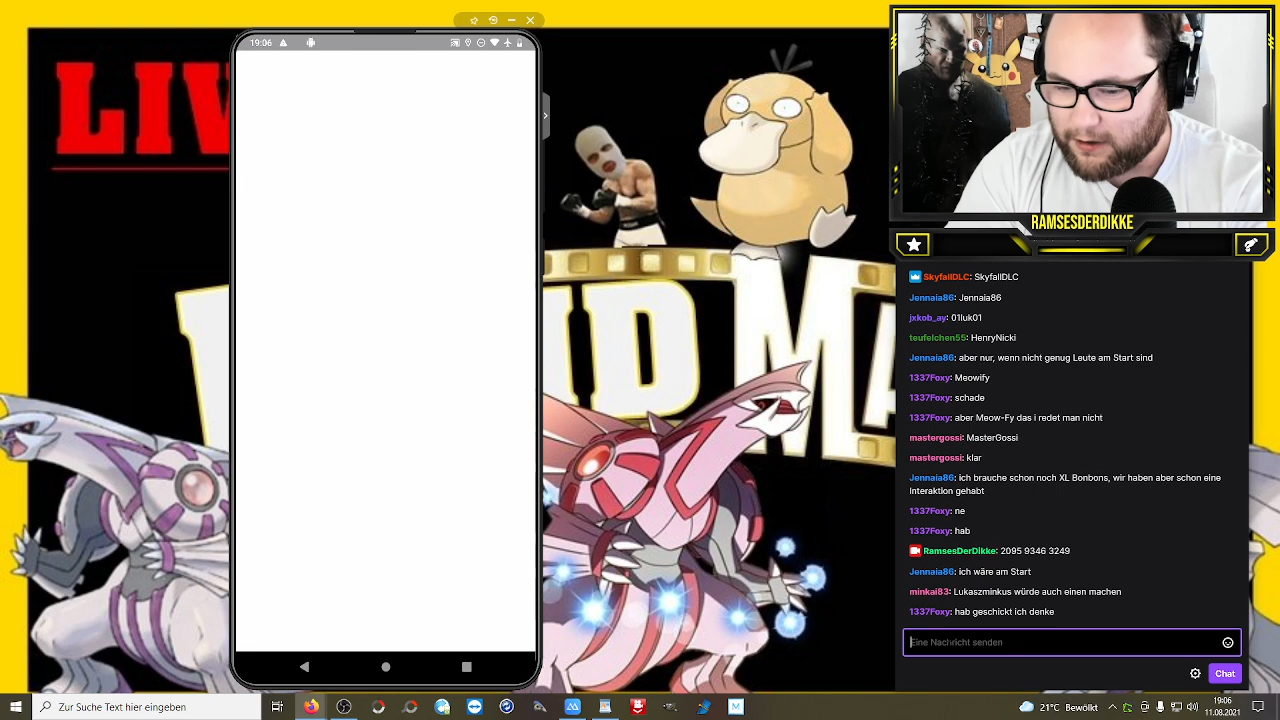 19:06
LIV
D MA
RAMSESDERDIKKE
SkyfallDLC: SkyfallDLC
Jennaia86: Jennaia86
jxkob_ay: 01luk01
teufelchen55: HenryNicki
Jennaia86: aber nur, wenn nicht genug Leute am Start sind
1337Foxy: Meowify
1337Foxy: schade
1337Foxy: aber Meow-Fy das i redet man nicht
mastergossi: MasterGossi
mastergossi: klar
Jennaia86: ich brauche schon noch XL Bonbons, wir haben aber schon eine
Interaktion gehabt
1337Foxy: ne
1337Foxy: hab
RamsesDerDikke: 2095 9346 3249
Jennaia86: ich wäre am Start
minkai83: Lukaszminkus würde auch einen machen
1337Foxy: hab geschickt ich denke
Eine Nachricht senden
Chat
Zur Suche Text hier eingeben
M
21°C Bewölkt
19:06
11.08.2021